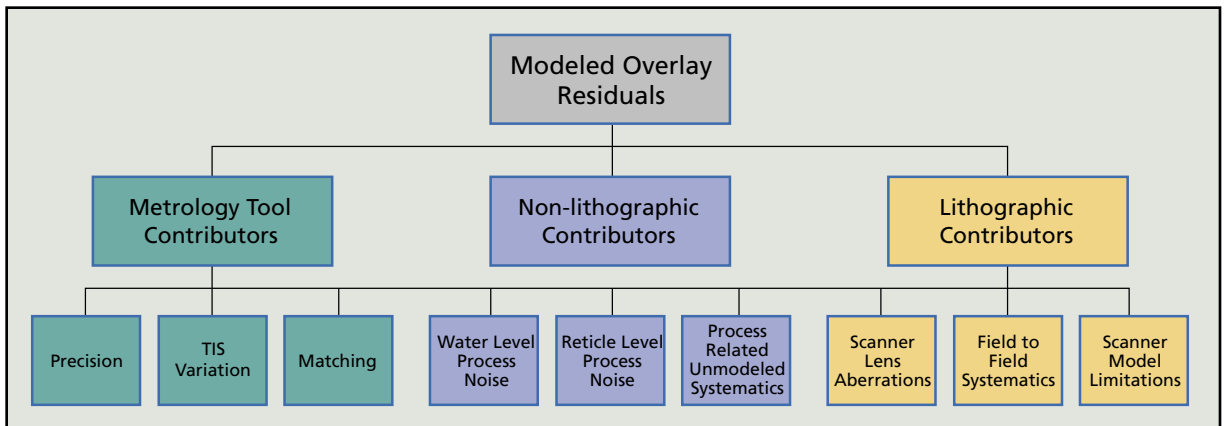 Modeled Overlay
Residuals
Metrology Tool
Contributors
Non-lithographic
Contributors
Lithographic
Contributors
Precision
TIS
Variation
Matching
Water Level
Process
Noise
Reticle Level
Process
Noise
Process
Related
Unmodeled
Systematics
Scanner
Lens
Aberrations
Field to
Field
Systematics
Scanner
Model
Limitations